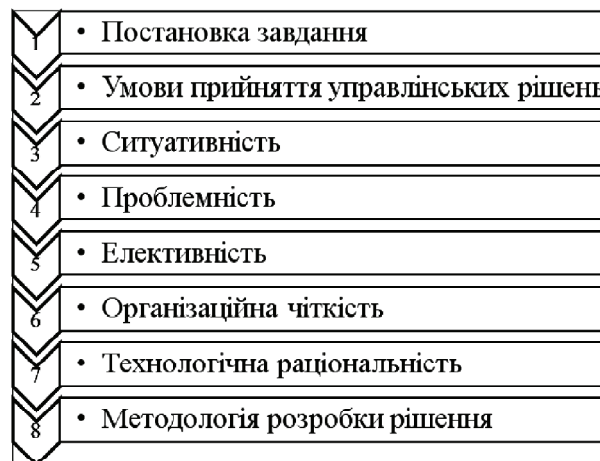 1 • Постановка завдання
2 • Умови прийняття управлінських рішень
3 • Ситуативність
4 • Проблемність
5 • Елективність
6 • Організаційна чіткість
7 • Технологічна раціональність
8 • Методологія розробки рішення